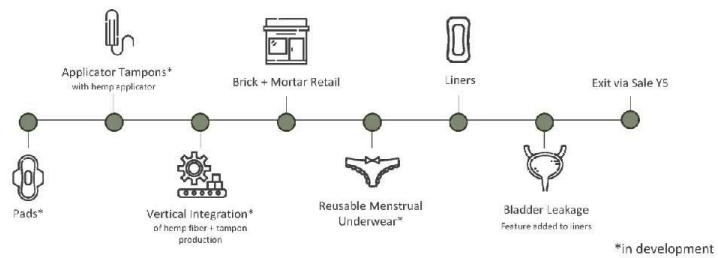 Applicator Tampons*
with hemp applicator
Brick + Mortar Retail
Liners
Exit via Sale Y5
Pads*
Vertical Integration*
of hemp fiber + tampon
production
Reusable Menstrual
Underwear*
Bladder Leakage
Feature added to liners
*in development